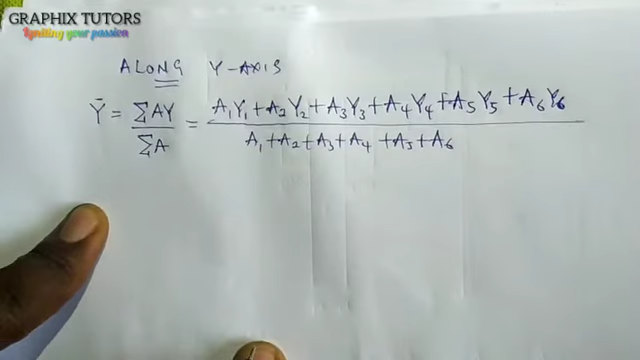 GRAPHIX TUTORS
Igniting your passion
ALONG Y-AXIS
Ȳ = ΣAY/ΣA = A₁Y₁+A₂Y₂+A₃Y₃+A₄Y₄+A₅Y₅+A₆Y₆/A₁+A₂+A₃+A₄+A₅+A₆